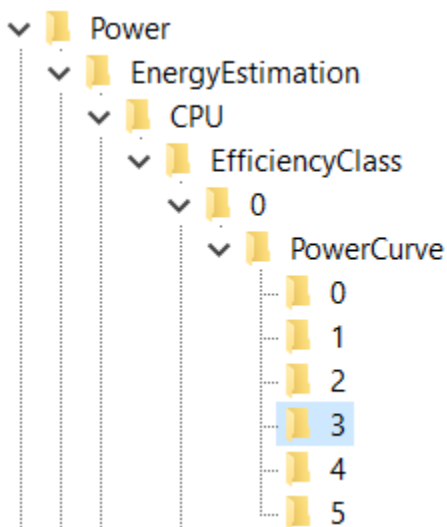 Power
EnergyEstimation
CPU
EfficiencyClass
0
PowerCurve
0
1
2
3
4
5